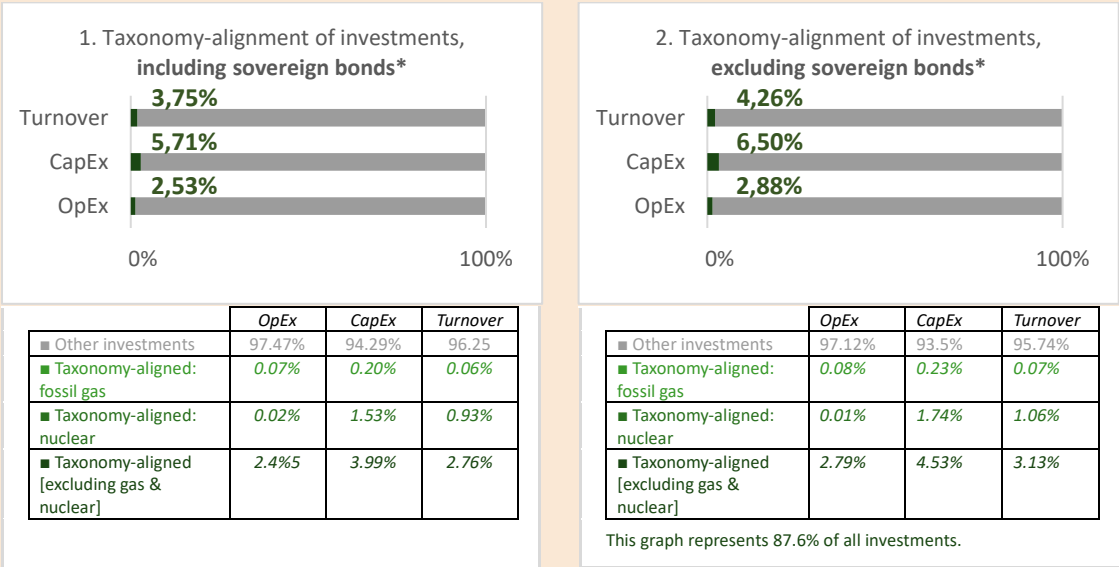 1. Taxonomy-alignment of investments,
including sovereign bonds*
3,75%
Turnover
5,71%
CapEx
2,53%
OpEx
0%
100%
OpEx CapEx Turnover
■ Other investments 97.47% 94.29% 96.25
■ Taxonomy-aligned: 0.07% 0.20% 0.06%
fossil gas
■ Taxonomy-aligned: 0.02% 1.53% 0.93%
nuclear
■ Taxonomy-aligned 2.4%5 3.99% 2.76%
[excluding gas &
nuclear]
2. Taxonomy-alignment of investments,
excluding sovereign bonds*
4,26%
Turnover
6,50%
CapEx
2,88%
OpEx
0%
100%
OpEx CapEx Turnover
■ Other investments 97.12% 93.5% 95.74%
■ Taxonomy-aligned: 0.08% 0.23% 0.07%
fossil gas
■ Taxonomy-aligned: 0.01% 1.74% 1.06%
nuclear
■ Taxonomy-aligned 2.79% 4.53% 3.13%
[excluding gas &
nuclear]
This graph represents 87.6% of all investments.